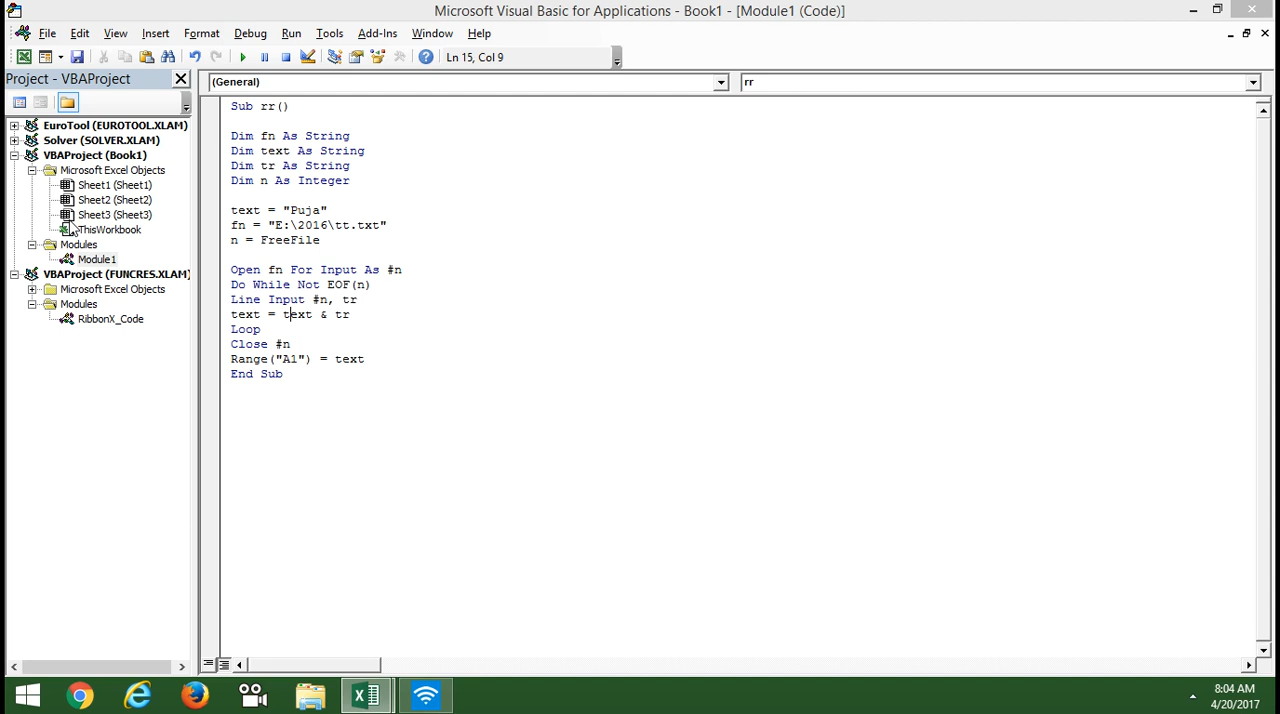 Microsoft Visual Basic for Applications - Book1 - [Module1 (Code)]
File Edit View Insert Format Debug Run Tools Add-Ins Window Help
Ln 15, Col 9
Project - VBAProject
(General)
rr
EuroTool (EUROTOOL.XLAM)
Solver (SOLVER.XLAM)
VBAProject (Book1)
Microsoft Excel Objects
Sheet1 (Sheet1)
Sheet2 (Sheet2)
Sheet3 (Sheet3)
ThisWorkbook
Modules
Module1
VBAProject (FUNCRES.XLAM)
Microsoft Excel Objects
Modules
RibbonX_Code
Sub rr()
Dim fn As String
Dim text As String
Dim tr As String
Dim n As Integer
text = "Puja"
fn = "E:\2016\tt.txt"
n = FreeFile
Open fn For Input As #n
Do While Not EOF(n)
Line Input #n, tr
text = text & tr
Loop
Close #n
Range("A1") = text
End Sub
8:04 AM
4/20/2017